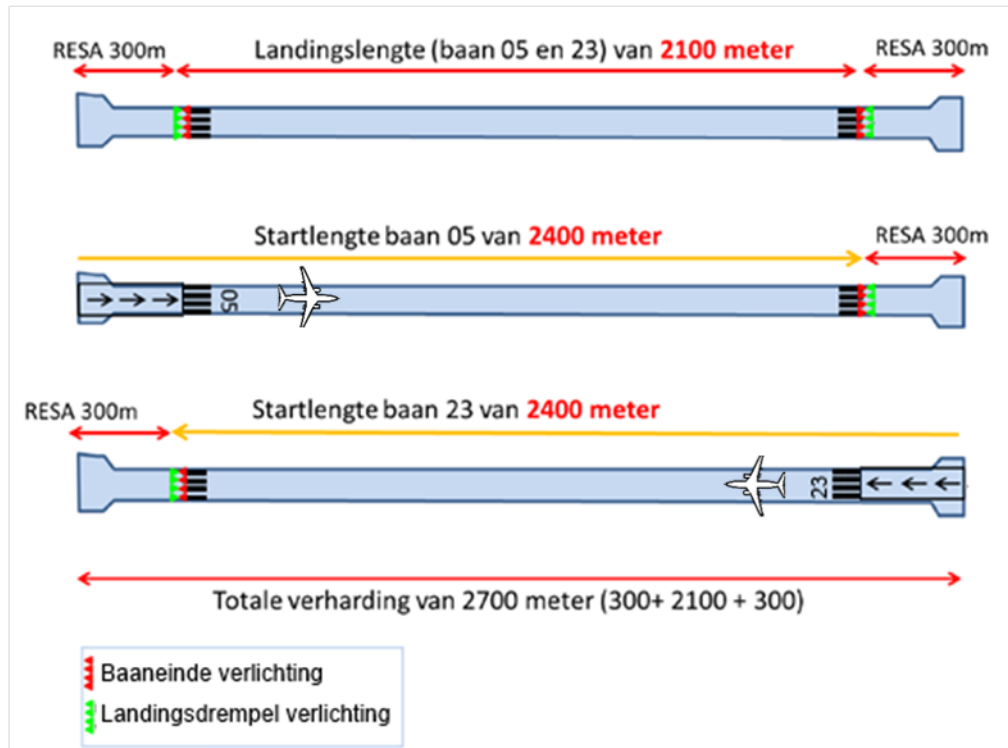 RESA 300m
Landingslengte (baan 05 en 23) van 2100 meter
RESA 300m
Startlengte baan 05 van 2400 meter
RESA 300m
05
RESA 300m
Startlengte baan 23 van 2400 meter
23
Totale verharding van 2700 meter (300+ 2100 + 300)
Baaneinde verlichting
Landingsdrempel verlichting